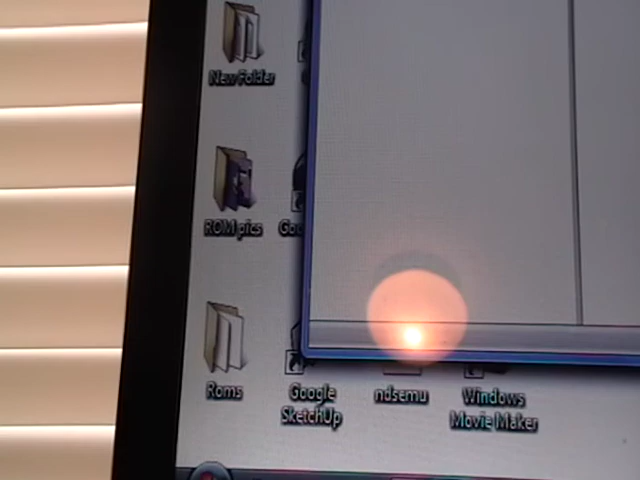 New Folder
ROM pics
Roms
Google
SketchUp
ndsemu
Windows
Movie Maker